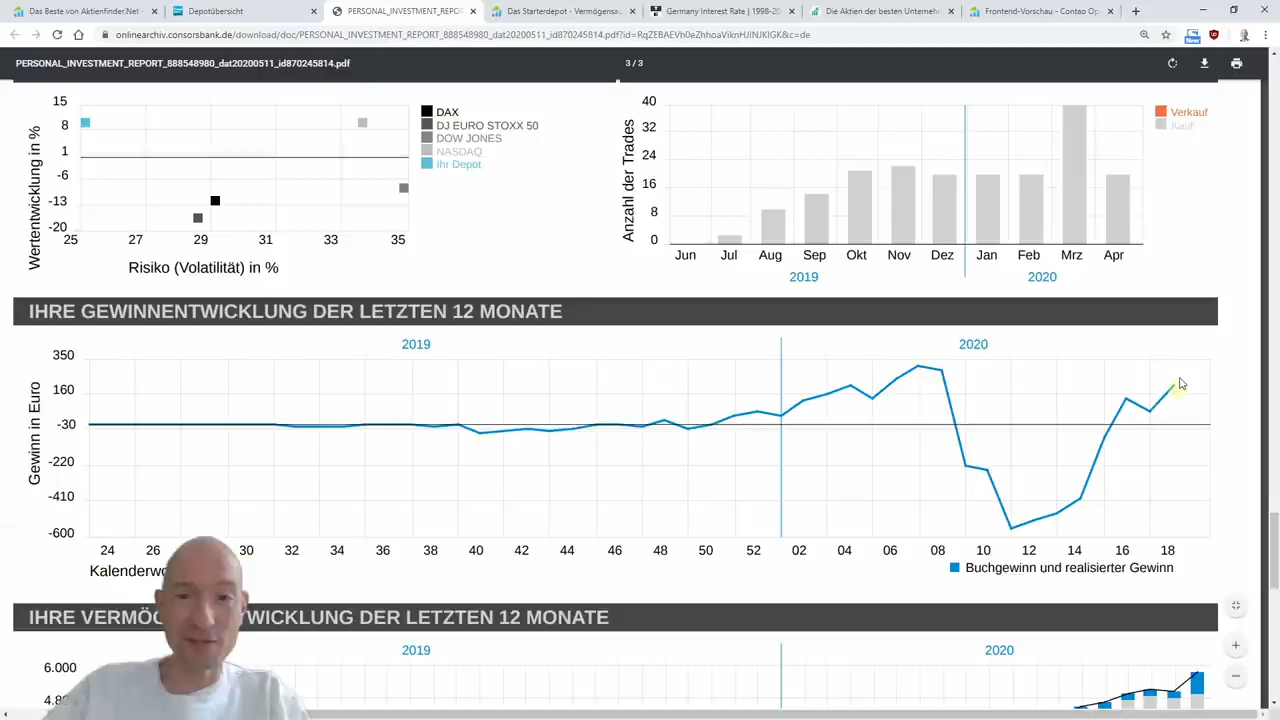 Das Beste von Aktienfinder.Net -
Depotübersicht
PERSONAL_INVESTMENT_REPOR
Das Starterdepot - Vermögensau
Germany Interest Rate | 1998-20
Die Aktien der besten Unterneh
Frontend-Vorschau - Contao Op
onlinearchiv.consorsbank.de/download/doc/PERSONAL_INVESTMENT_REPORT_888548980_dat20200511_id870245814.pdf?id=RqZEBAEVh0eZhhoaViknHJINJKIGK&c=de
New
PERSONAL_INVESTMENT_REPORT_888548980_dat20200511_id870245814.pdf
3 / 3
Wertentwicklung in %
15
8
1
-6
-13
-20
25 27 29 31 33 35
Risiko (Volatilität) in %
DAX
DJ EURO STOXX 50
DOW JONES
NASDAQ
Ihr Depot
Anzahl der Trades
40
32
24
16
8
0
Jun Jul Aug Sep Okt Nov Dez Jan Feb Mrz Apr
2019 2020
Verkauf
Kauf
IHRE GEWINNENTWICKLUNG DER LETZTEN 12 MONATE
2019 2020
Gewinn in Euro
350
160
-30
-220
-410
-600
24 26 30 32 34 36 38 40 42 44 46 48 50 52 02 04 06 08 10 12 14 16 18
Kalenderwo
Buchgewinn und realisierter Gewinn
IHRE VERMÖG WICKLUNG DER LETZTEN 12 MONATE
2019 2020
6.000
4.8